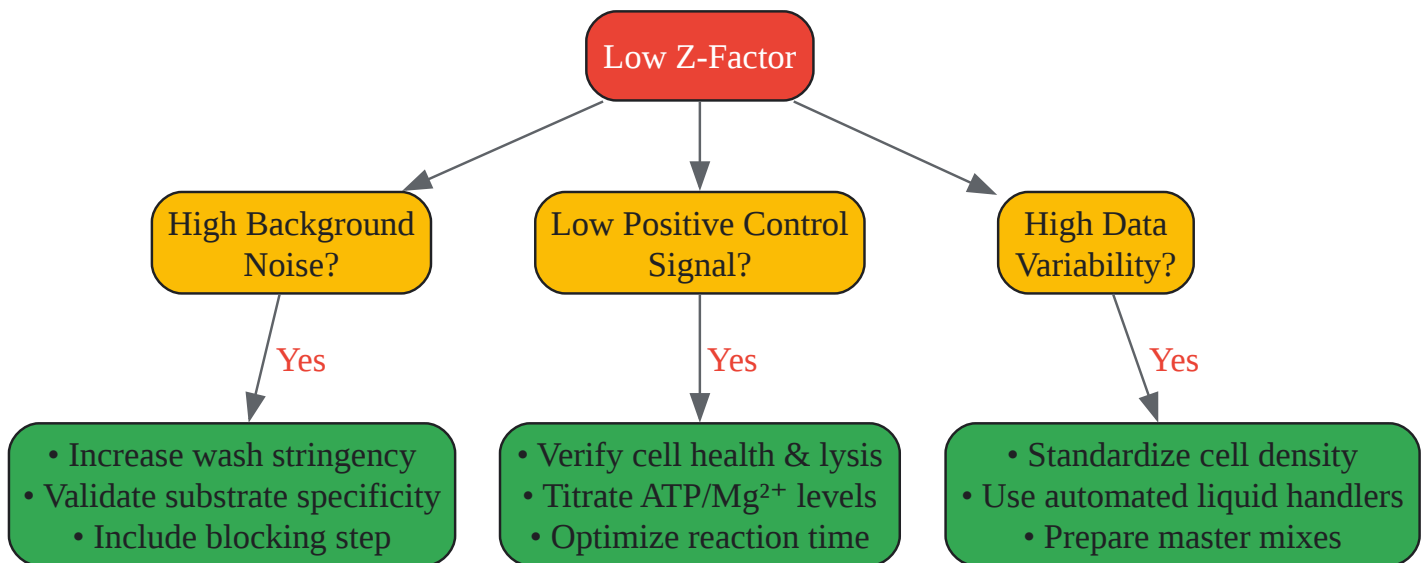 Low Z-Factor
High Background
Noise?
Low Positive Control
Signal?
High Data
Variability?
Yes
Yes
Yes
• Increase wash stringency
• Validate substrate specificity
• Include blocking step
• Verify cell health & lysis
• Titrate ATP/Mg²⁺ levels
• Optimize reaction time
• Standardize cell density
• Use automated liquid handlers
• Prepare master mixes